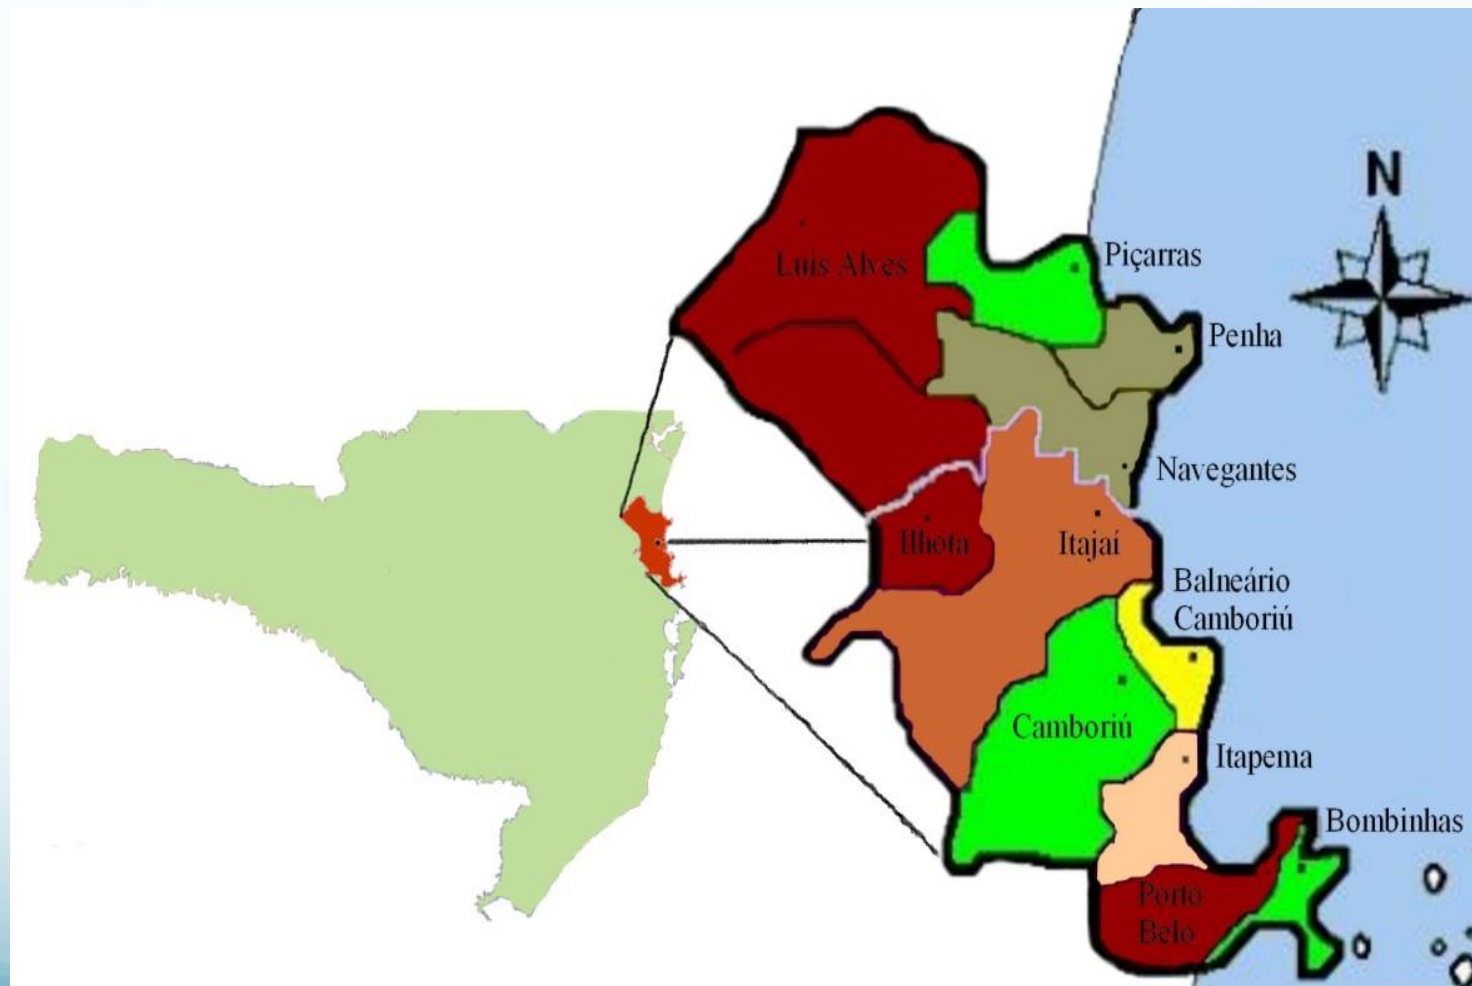 N
Piçarras
Luís Alves
Penha
Navegantes
Ilhota
Itajaí
Balneário
Camboriú
Camboriú
Itapema
Bombinhas
Porto
Belo